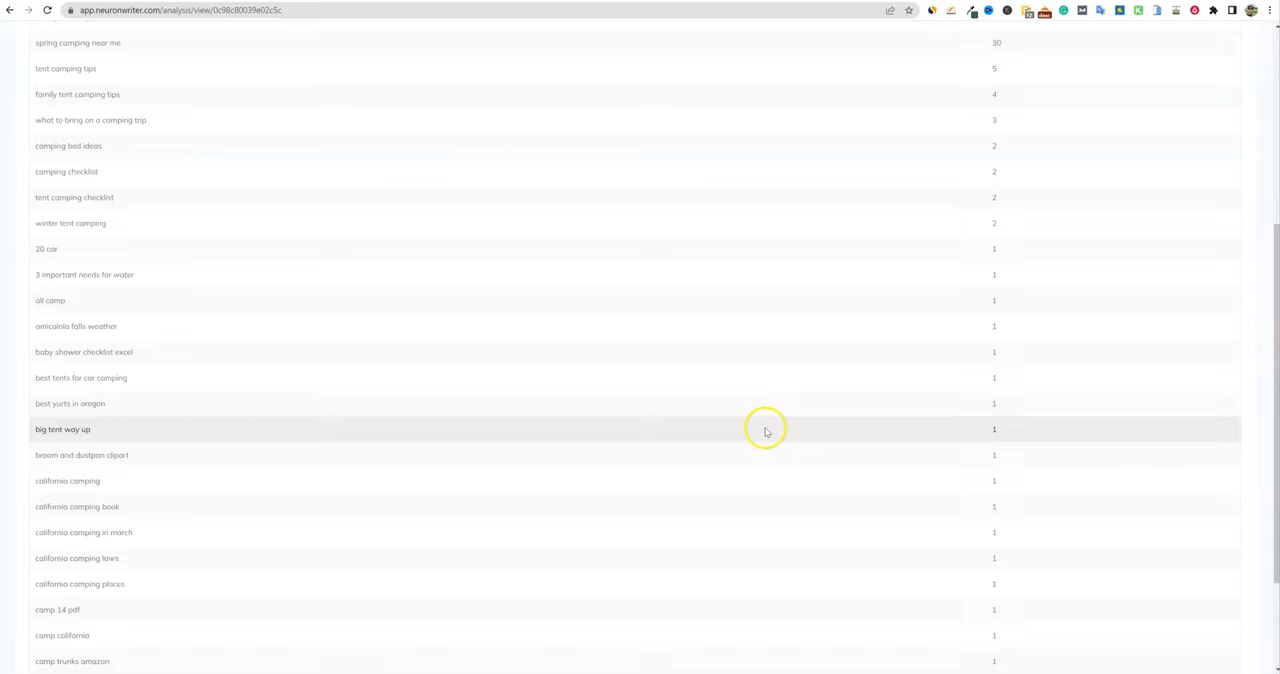 app.neuronwriter.com/analysis/view/0c98c80039e02c5c
spring camping near me 30
tent camping tips 5
family tent camping tips 4
what to bring on a camping trip 3
camping bed ideas 2
camping checklist 2
tent camping checklist 2
winter tent camping 2
20 car 1
3 important needs for water 1
all camp 1
amicalola falls weather 1
baby shower checklist excel 1
best tents for car camping 1
best yurts in oregon 1
big tent way up 1
broom and dustpan clipart 1
california camping 1
california camping book 1
california camping in march 1
california camping laws 1
california camping places 1
camp 14 pdf 1
camp california 1
camp trunks amazon 1